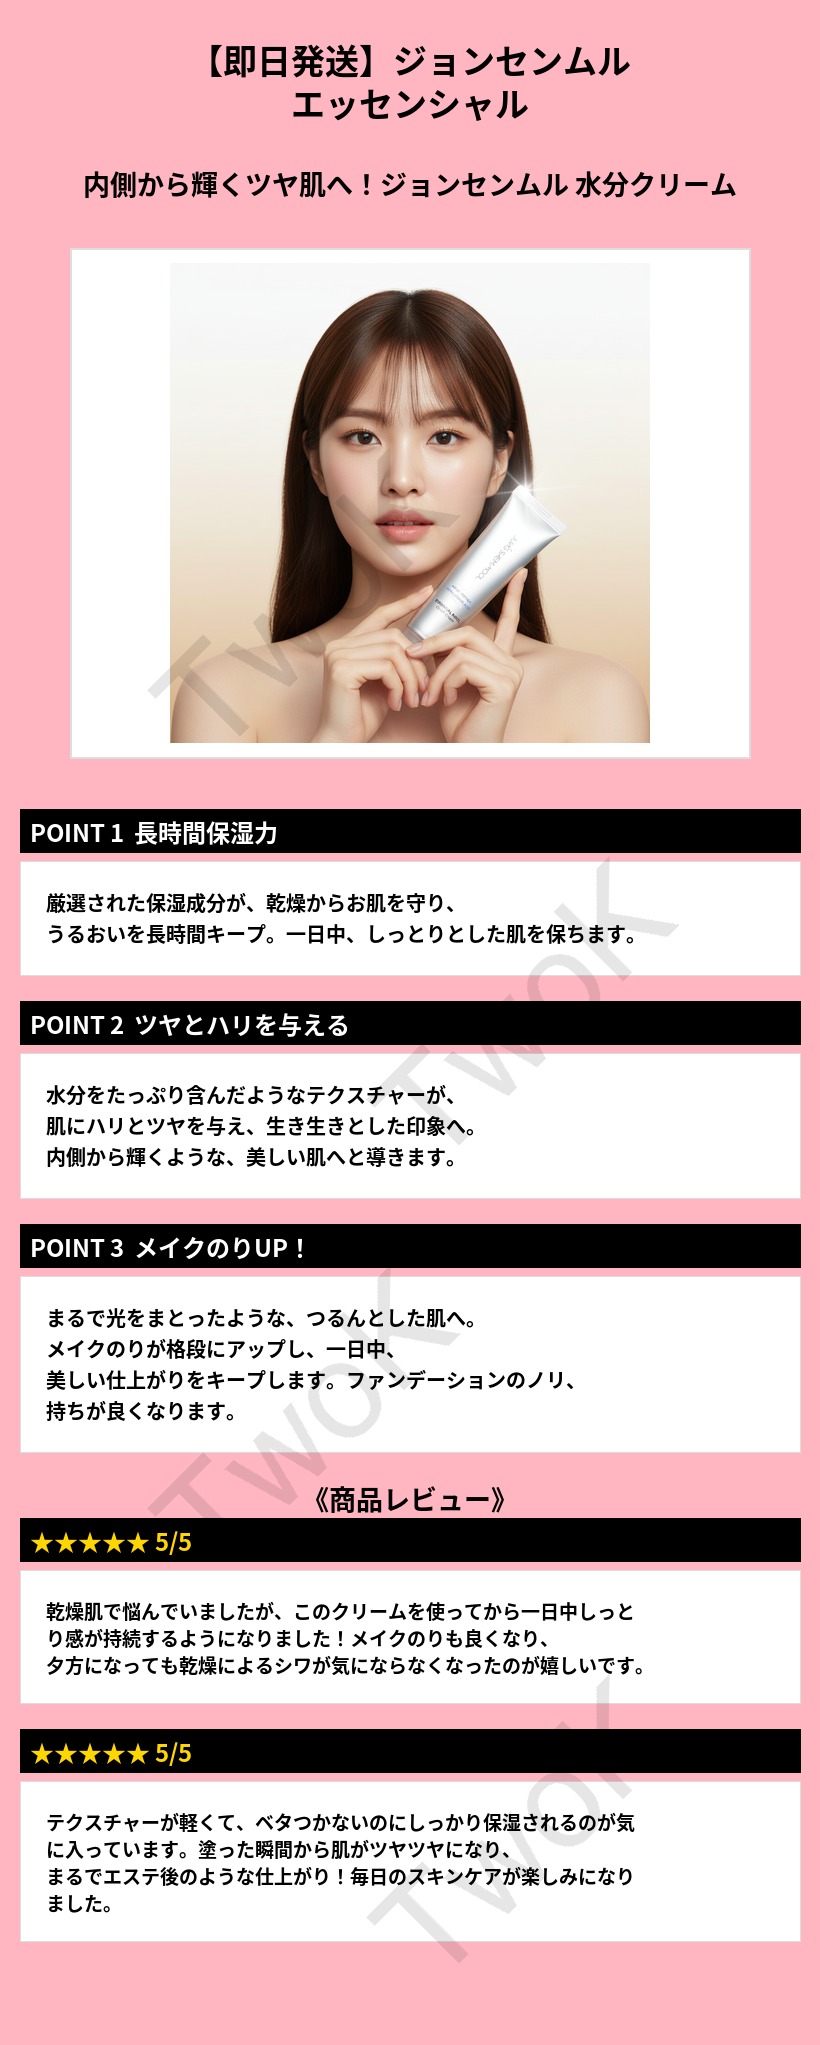 【即日発送】ジョンセンムル
エッセンシャル
内側から輝くツヤ肌へ！ジョンセンムル 水分クリーム
POINT 1 長時間保湿力
厳選された保湿成分が、乾燥からお肌を守り、
うるおいを長時間キープ。一日中、しっとりとした肌を保ちます。
POINT 2 ツヤとハリを与える
水分をたっぷり含んだようなテクスチャーが、
肌にハリとツヤを与え、生き生きとした印象へ。
内側から輝くような、美しい肌へと導きます。
POINT 3 メイクのりUP！
まるで光をまとったような、つるんとした肌へ。
メイクのりが格段にアップし、一日中、
美しい仕上がりをキープします。ファンデーションのノリ、
持ちが良くなります。
《商品レビュー》
★★★★★ 5/5
乾燥肌で悩んでいましたが、このクリームを使ってから一日中しっと
り感が持続するようになりました！メイクのりも良くなり、
夕方になっても乾燥によるシワが気にならなくなったのが嬉しいです。
★★★★★ 5/5
テクスチャーが軽くて、ベタつかないのにしっかり保湿されるのが気
に入っています。塗った瞬間から肌がツヤツヤになり、
まるでエステ後のような仕上がり！毎日のスキンケアが楽しみになり
ました。
TwoK
TwoK
TwoK
TwoK